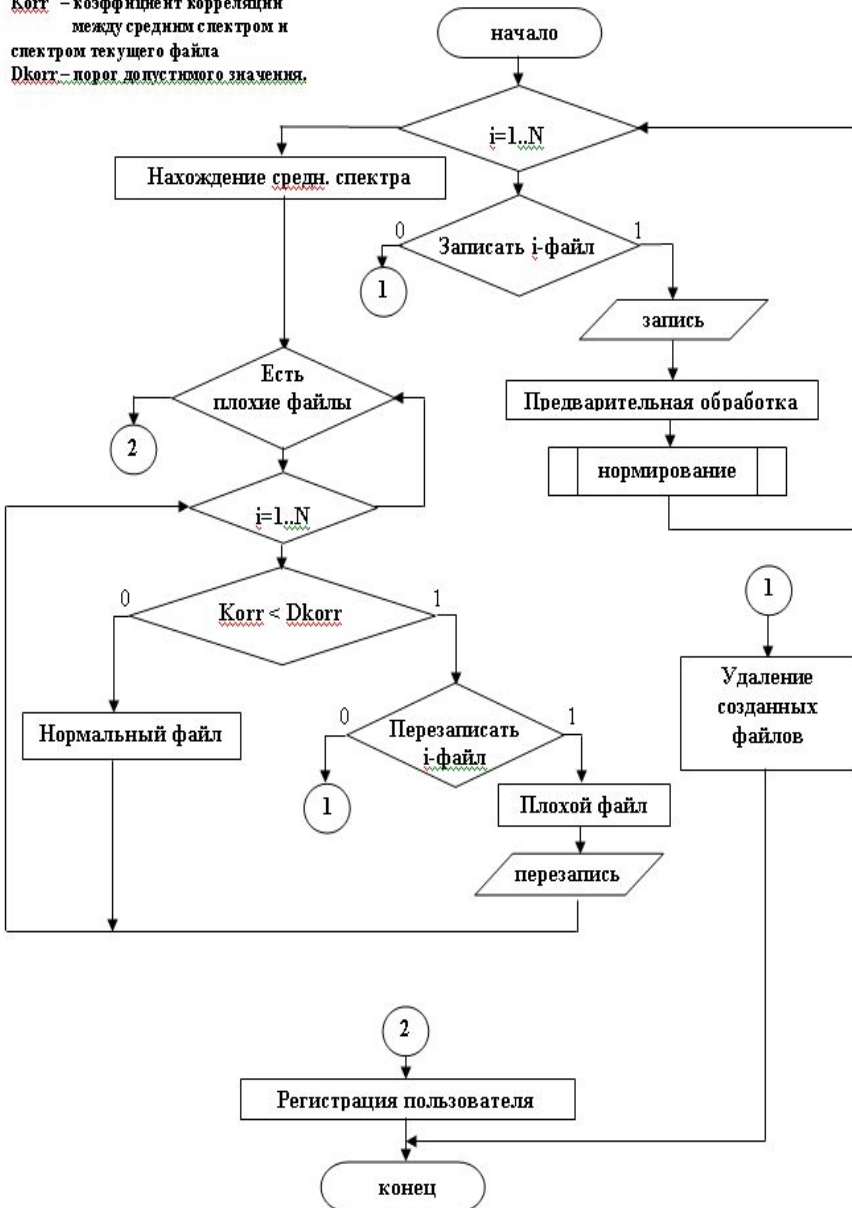 Korr – коэффициент корреляции
между средним спектром и
спектром текущего файла
Dkorr – порог допустимого значения.
начало
i=1..N
Нахождение средн. спектра
0
Записать i-файл
1
1
запись
Есть
плохие файлы
Предварительная обработка
2
нормирование
i=1..N
0
Korr < Dkorr
1
1
Удаление
созданных
файлов
Нормальный файл
0
Перезаписать
i-файл
1
1
Плохой файл
перезапись
2
Регистрация пользователя
конец